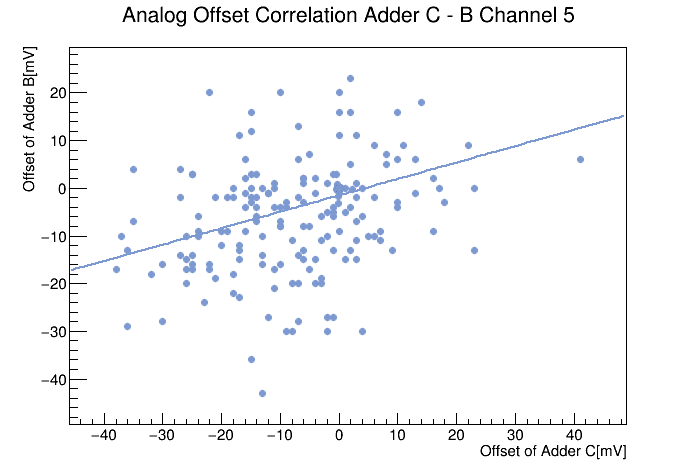 Analog Offset Correlation Adder C - B Channel 5
Offset of Adder B[mV]
20
10
0
−10
−20
−30
−40
−40 −30 −20 −10 0 10 20 30 40
Offset of Adder C[mV]